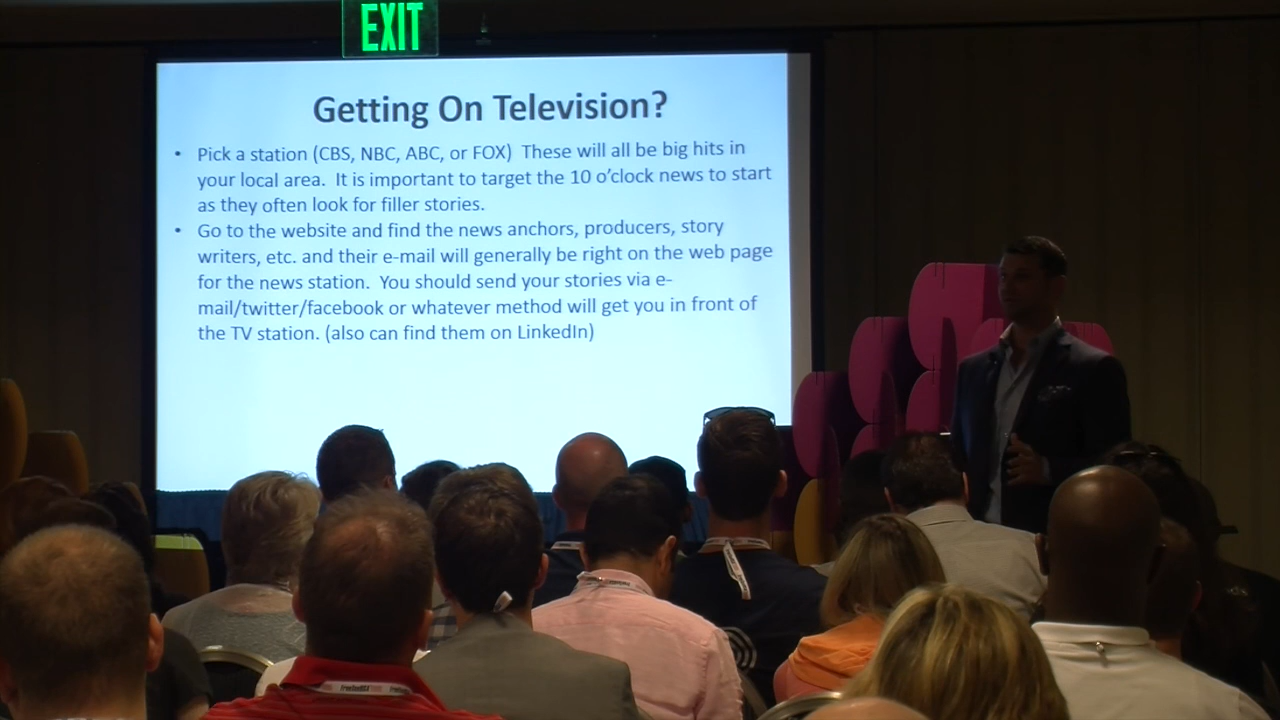 EXIT
Getting On Television?
• Pick a station (CBS, NBC, ABC, or FOX)  These will all be big hits in
your local area.  It is important to target the 10 o'clock news to start
as they often look for filler stories.
• Go to the website and find the news anchors, producers, story
writers, etc. and their e-mail will generally be right on the web page
for the news station.  You should send your stories via e-
mail/twitter/facebook or whatever method will get you in front of
the TV station. (also can find them on LinkedIn)